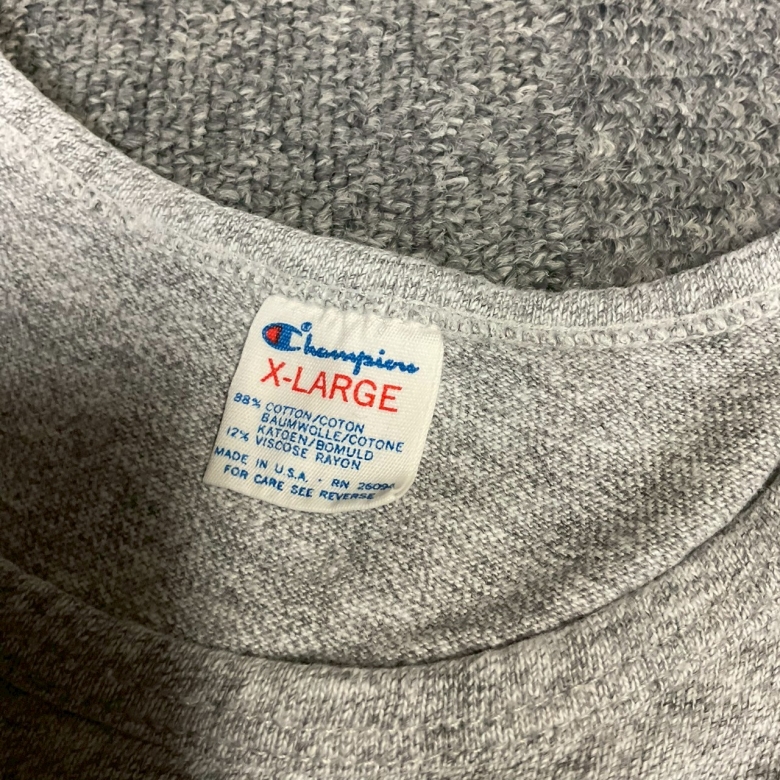 Champion
X-LARGE
88% COTTON/COTON
BAUMWOLLE/COTONE
KATOEN/BOMULD
12% VISCOSE RAYON
MADE IN U.S.A. · RN 26094
FOR CARE SEE REVERSE